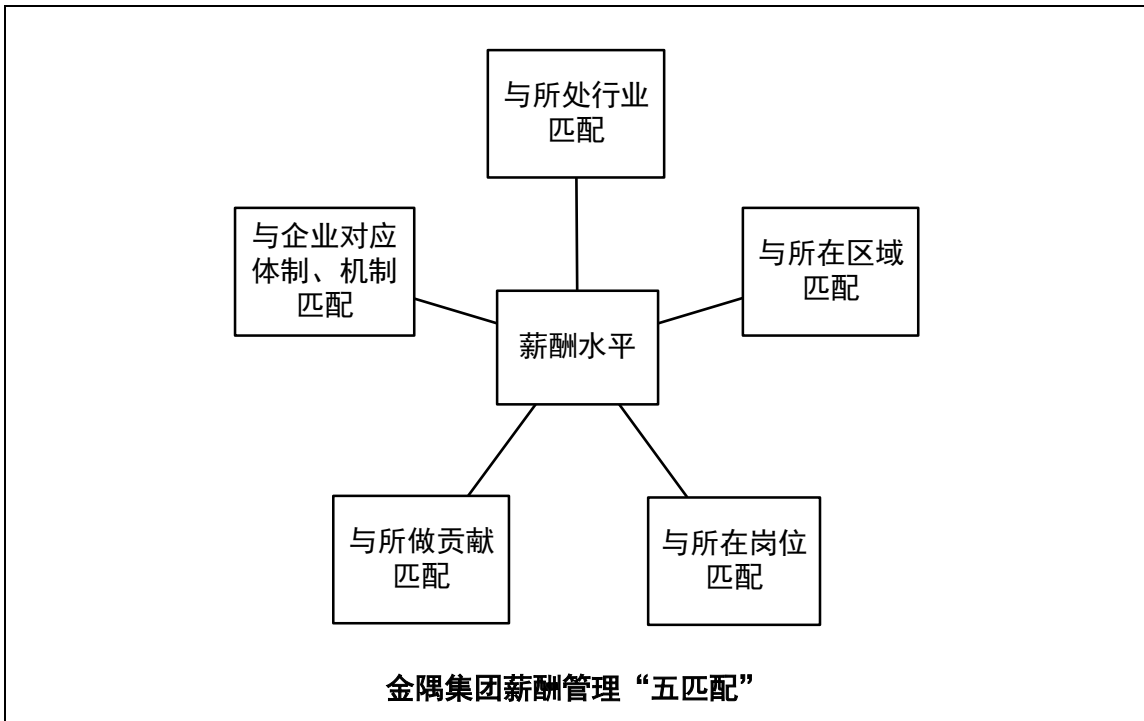 与所处行业
匹配
与企业对应
体制、机制
匹配
与所在区域
匹配
薪酬水平
与所做贡献
匹配
与所在岗位
匹配
金隅集团薪酬管理“五匹配”